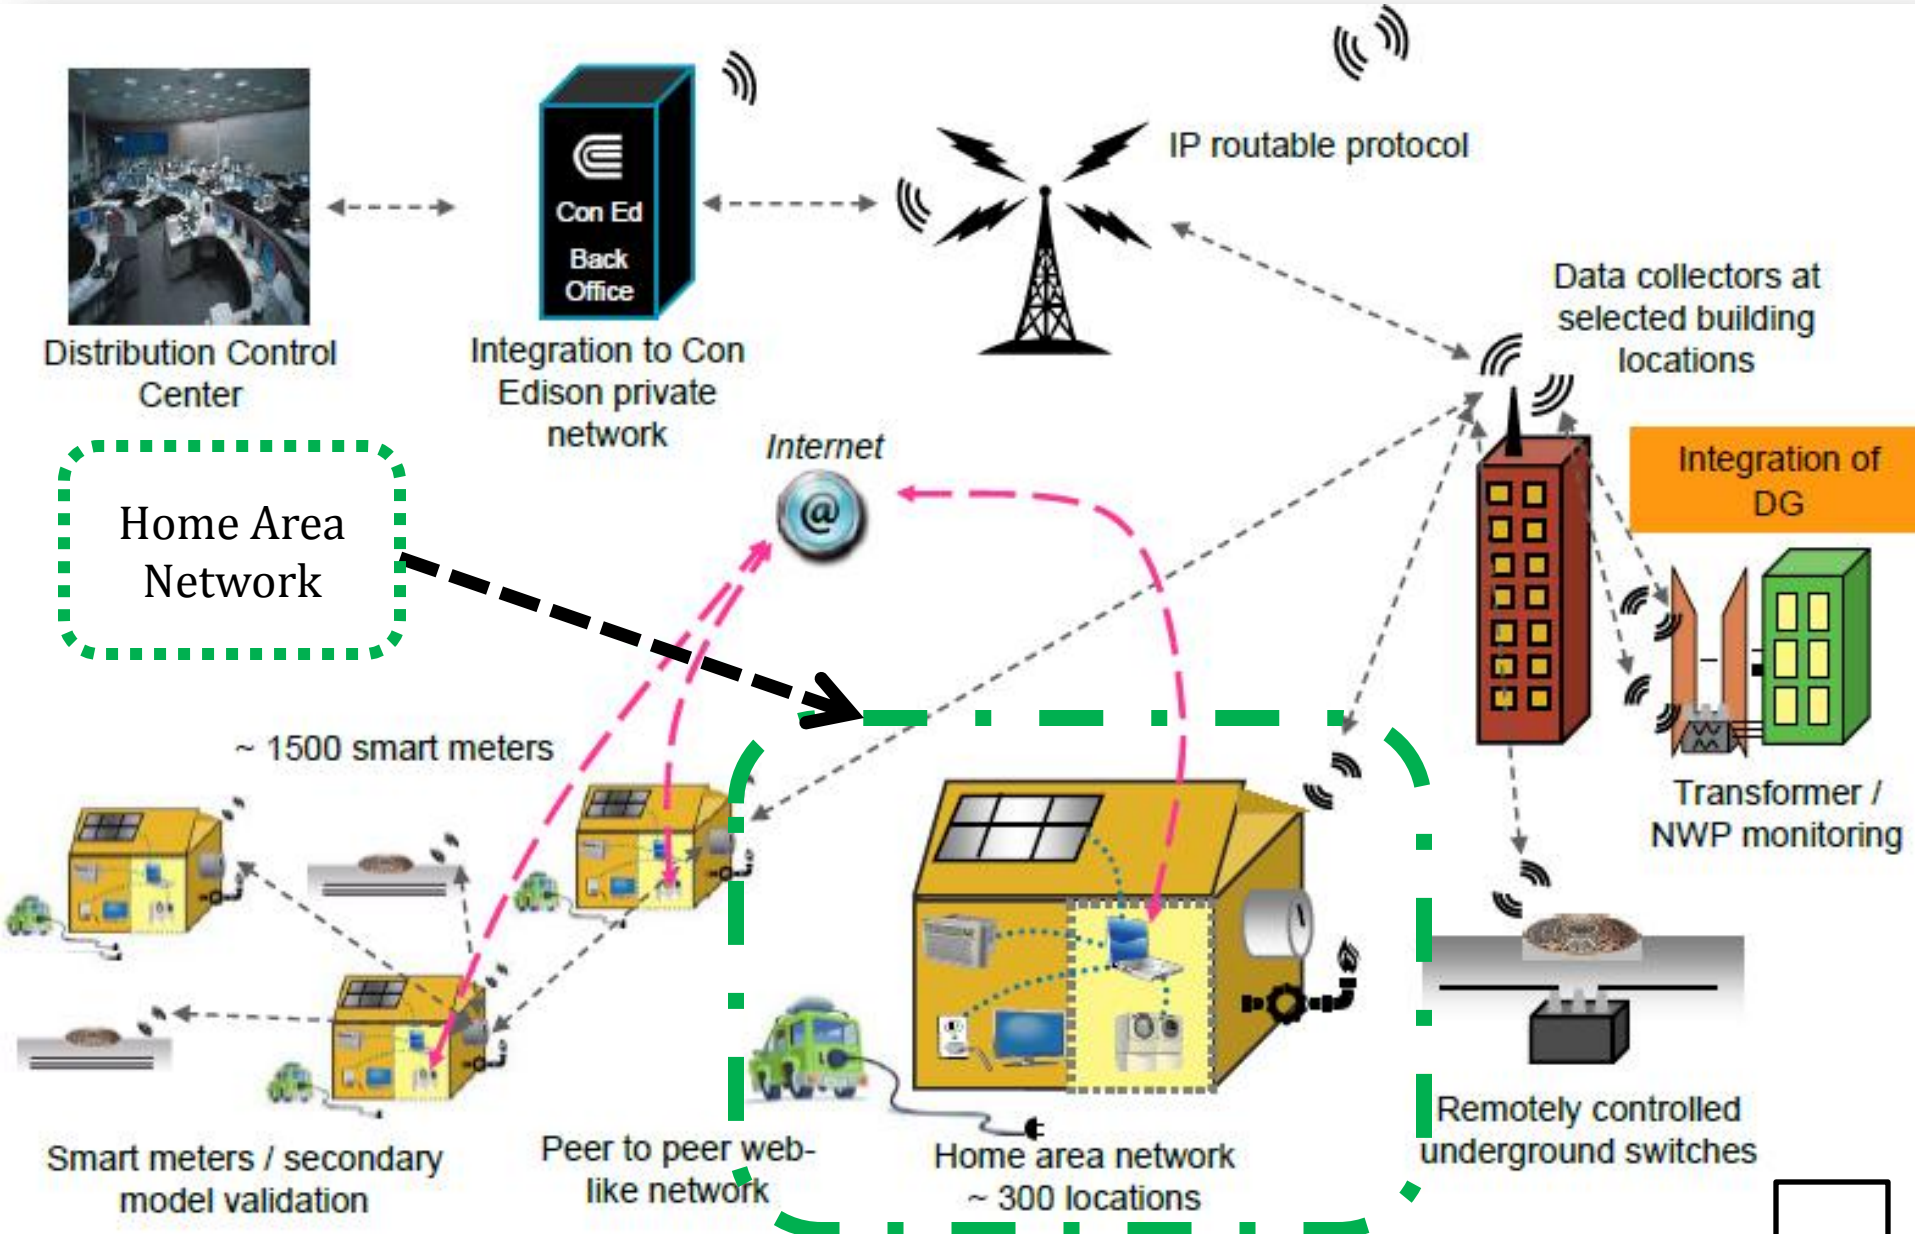 IP routable protocol
Con Ed
Back
Office
Data collectors at
selected building
locations
Distribution Control
Center
Integration to Con
Edison private
network
Internet
@
Integration of
DG
Home Area
Network
~ 1500 smart meters
Transformer /
NWP monitoring
Remotely controlled
underground switches
Smart meters / secondary
model validation
Peer to peer web-
like network
Home area network
~ 300 locations